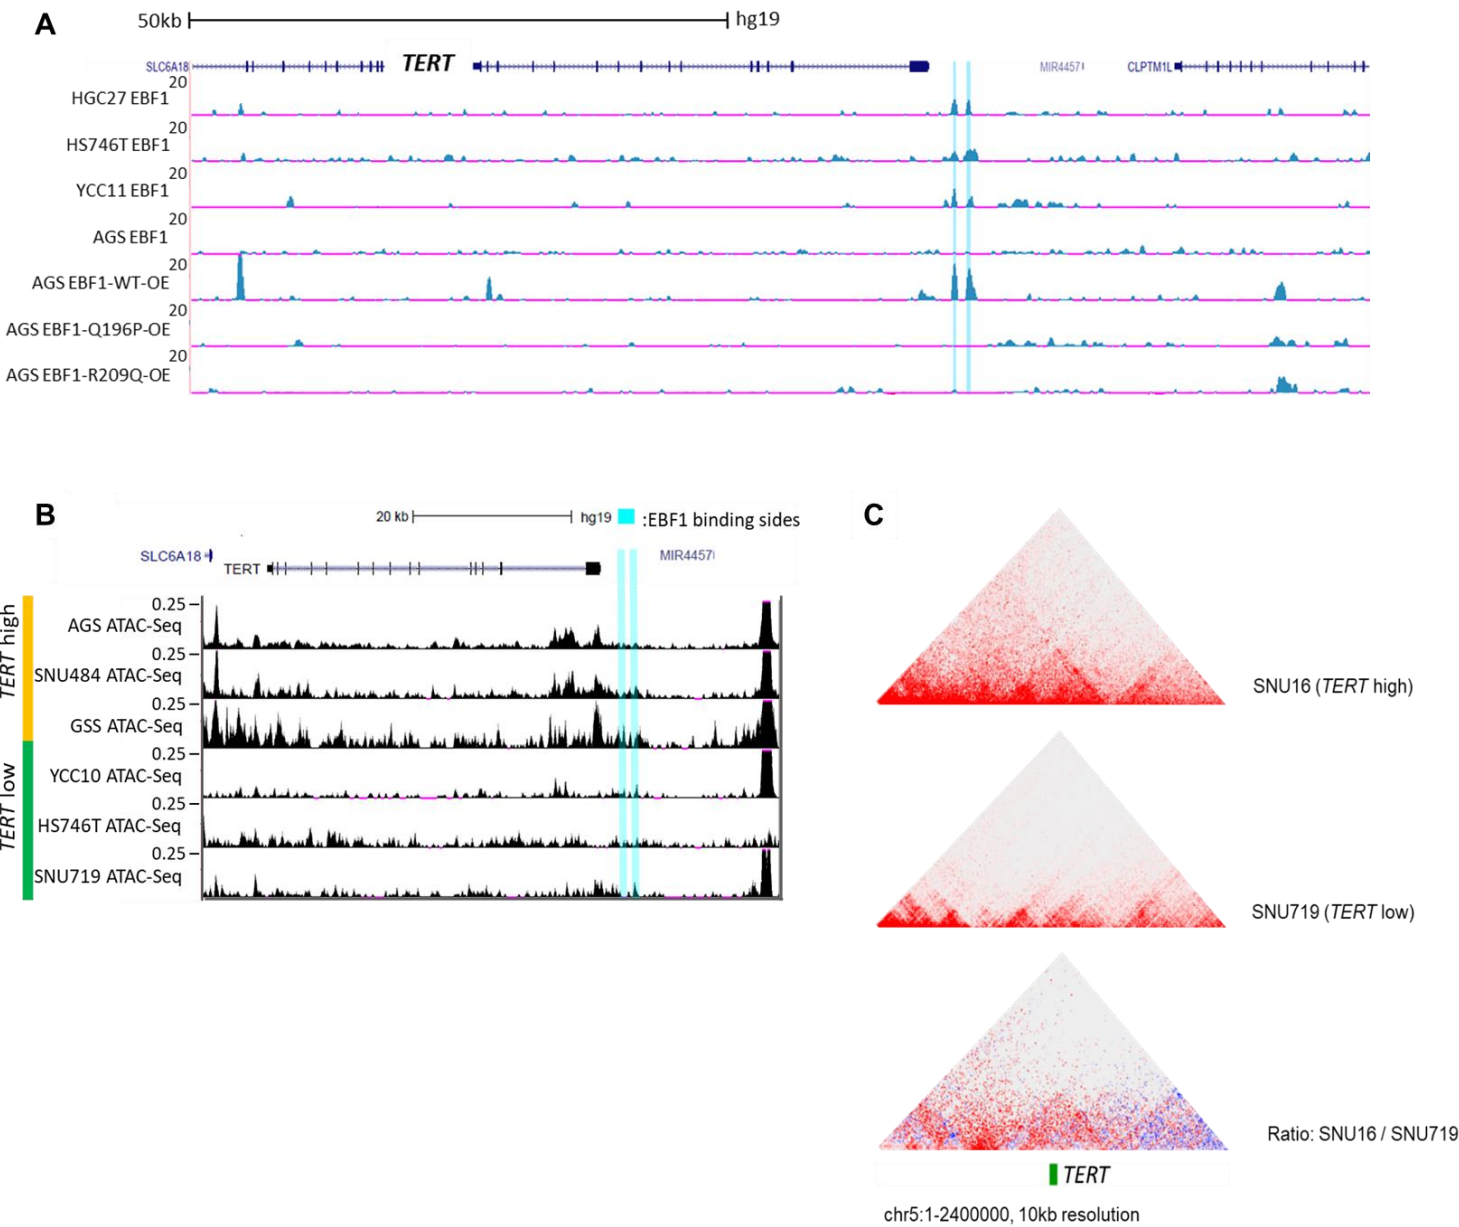 A
50kb
hg19
SLC6A18
TERT
MIR4457
CLPTM1L
20
HGC27 EBF1
20
HS746T EBF1
20
YCC11 EBF1
20
AGS EBF1
20
AGS EBF1-WT-OE
20
AGS EBF1-Q196P-OE
20
AGS EBF1-R209Q-OE
B
20 kb
hg19
:EBF1 binding sides
SLC6A18
MIR4457
TERT
TERT high
0.25
AGS ATAC-Seq
0.25
SNU484 ATAC-Seq
0.25
GSS ATAC-Seq
TERT low
0.25
YCC10 ATAC-Seq
0.25
HS746T ATAC-Seq
0.25
SNU719 ATAC-Seq
C
SNU16 (TERT high)
SNU719 (TERT low)
Ratio: SNU16 / SNU719
TERT
chr5:1-2400000, 10kb resolution